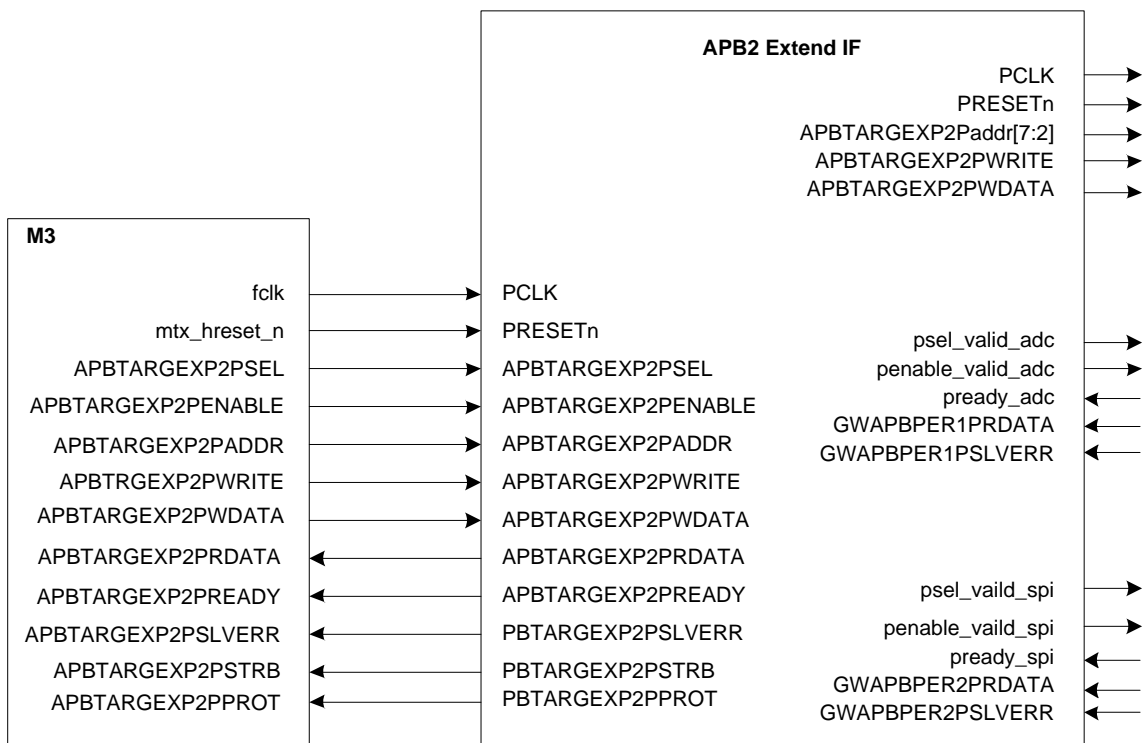 APB2 Extend IF
PCLK
PRESETn
APBTARGEXP2Paddr[7:2]
APBTARGEXP2PWRITE
APBTARGEXP2PWDATA
M3
fclk
mtx_hreset_n
APBTARGEXP2PSEL
APBTARGEXP2PENABLE
APBTARGEXP2PADDR
APBTRGEXP2PWRITE
APBTARGEXP2PWDATA
APBTARGEXP2PRDATA
APBTARGEXP2PREADY
APBTARGEXP2PSLVERR
APBTARGEXP2PSTRB
APBTARGEXP2PPROT
PCLK
PRESETn
APBTARGEXP2PSEL
APBTARGEXP2PENABLE
APBTARGEXP2PADDR
APBTARGEXP2PWRITE
APBTARGEXP2PWDATA
APBTARGEXP2PRDATA
APBTARGEXP2PREADY
PBTARGEXP2PSLVERR
PBTARGEXP2PSTRB
PBTARGEXP2PPROT
psel_valid_adc
penable_valid_adc
pready_adc
GWAPBPER1PRDATA
GWAPBPER1PSLVERR
psel_vaild_spi
penable_vaild_spi
pready_spi
GWAPBPER2PRDATA
GWAPBPER2PSLVERR